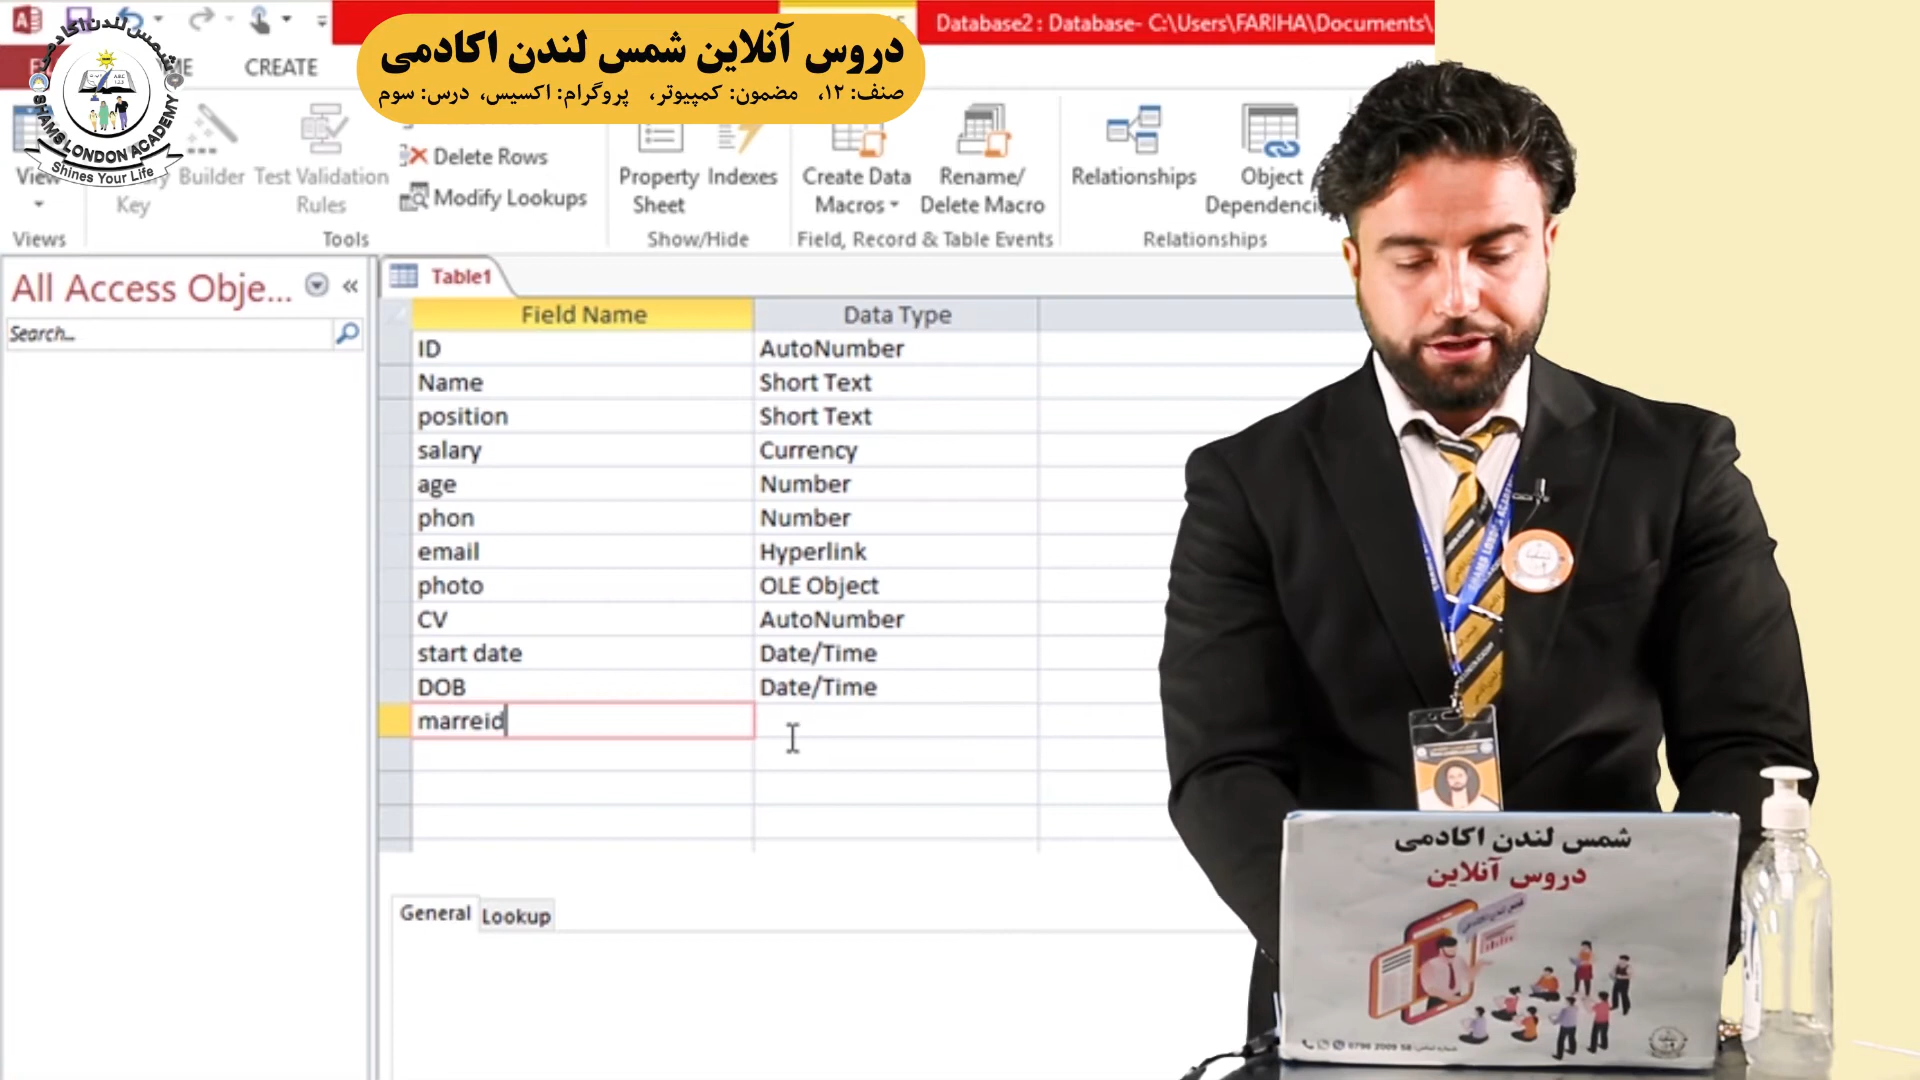 Database2 : Database- C:\Users\FARIHA\Documents\
دروس آنلاین شمس لندن اکادمی
صنف: ۱۲، مضمون: کمپیوتر، پروگرام: اکسیس، درس: سوم
شمس لندن اکادمی
SHAMS LONDON ACADEMY
Shines Your Life
CREATE
View
Key
Builder
Test Validation
Rules
Delete Rows
Modify Lookups
Property
Sheet
Indexes
Create Data
Macros
Rename/
Delete Macro
Relationships
Object
Dependenci
Views
Tools
Show/Hide
Field, Record & Table Events
Relationships
All Access Obje... «
Search...
Table1
Field Name Data Type
ID AutoNumber
Name Short Text
position Short Text
salary Currency
age Number
phon Number
email Hyperlink
photo OLE Object
CV AutoNumber
start date Date/Time
DOB Date/Time
marreid
General Lookup
شمس لندن اکادمی
دروس آنلاین